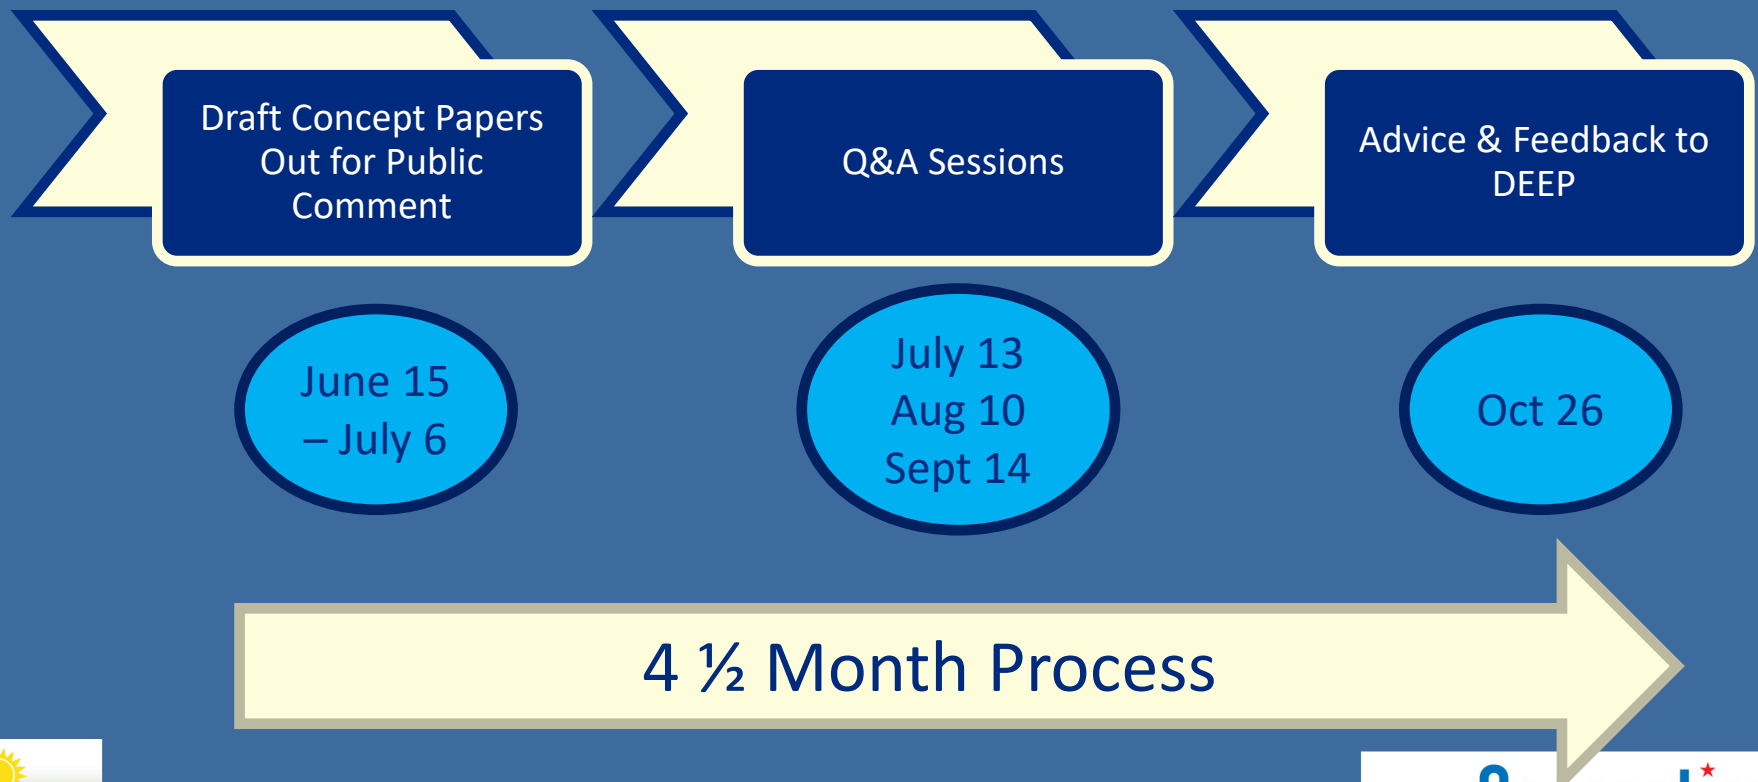 Draft Concept Papers
Out for Public
Comment
Q&A Sessions
Advice & Feedback to
DEEP
June 15
– July 6
July 13
Aug 10
Sept 14
Oct 26
4 ½ Month Process